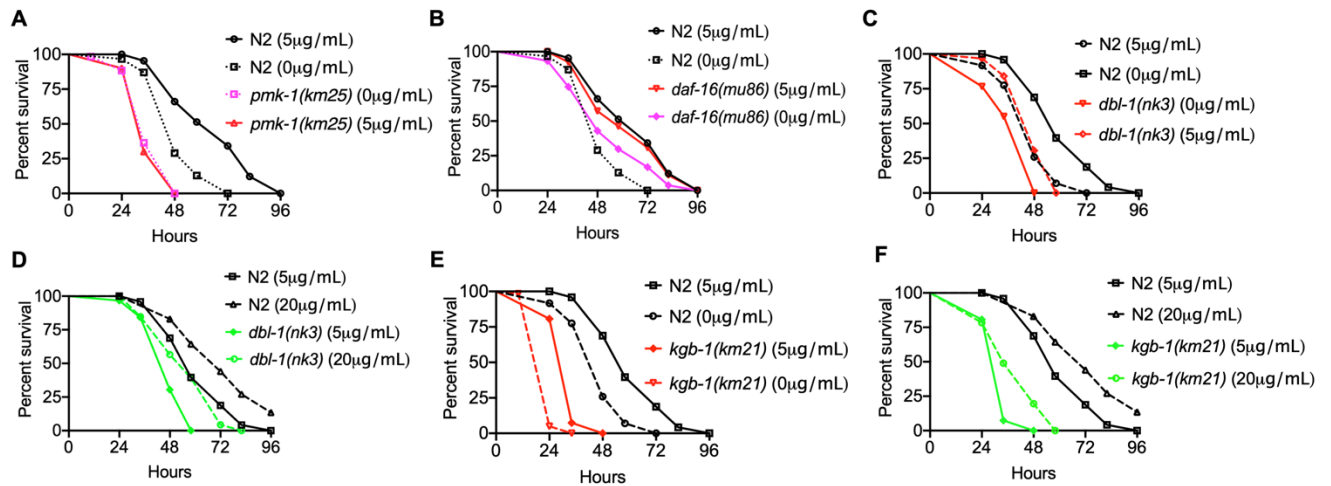 A
Percent survival
100
75
50
25
0
0 24 48 72 96
Hours
N2 (5µg/mL)
N2 (0µg/mL)
pmk-1(km25) (0µg/mL)
pmk-1(km25) (5µg/mL)
B
Percent survival
100
75
50
25
0
0 24 48 72 96
Hours
N2 (5µg/mL)
N2 (0µg/mL)
daf-16(mu86) (5µg/mL)
daf-16(mu86) (0µg/mL)
C
Percent survival
100
75
50
25
0
0 24 48 72 96
Hours
N2 (5µg/mL)
N2 (0µg/mL)
dbl-1(nk3) (0µg/mL)
dbl-1(nk3) (5µg/mL)
D
Percent survival
100
75
50
25
0
0 24 48 72 96
Hours
N2 (5µg/mL)
N2 (20µg/mL)
dbl-1(nk3) (5µg/mL)
dbl-1(nk3) (20µg/mL)
E
Percent survival
100
75
50
25
0
0 24 48 72 96
Hours
N2 (5µg/mL)
N2 (0µg/mL)
kgb-1(km21) (5µg/mL)
kgb-1(km21) (0µg/mL)
F
Percent survival
100
75
50
25
0
0 24 48 72 96
Hours
N2 (5µg/mL)
N2 (20µg/mL)
kgb-1(km21) (5µg/mL)
kgb-1(km21) (20µg/mL)